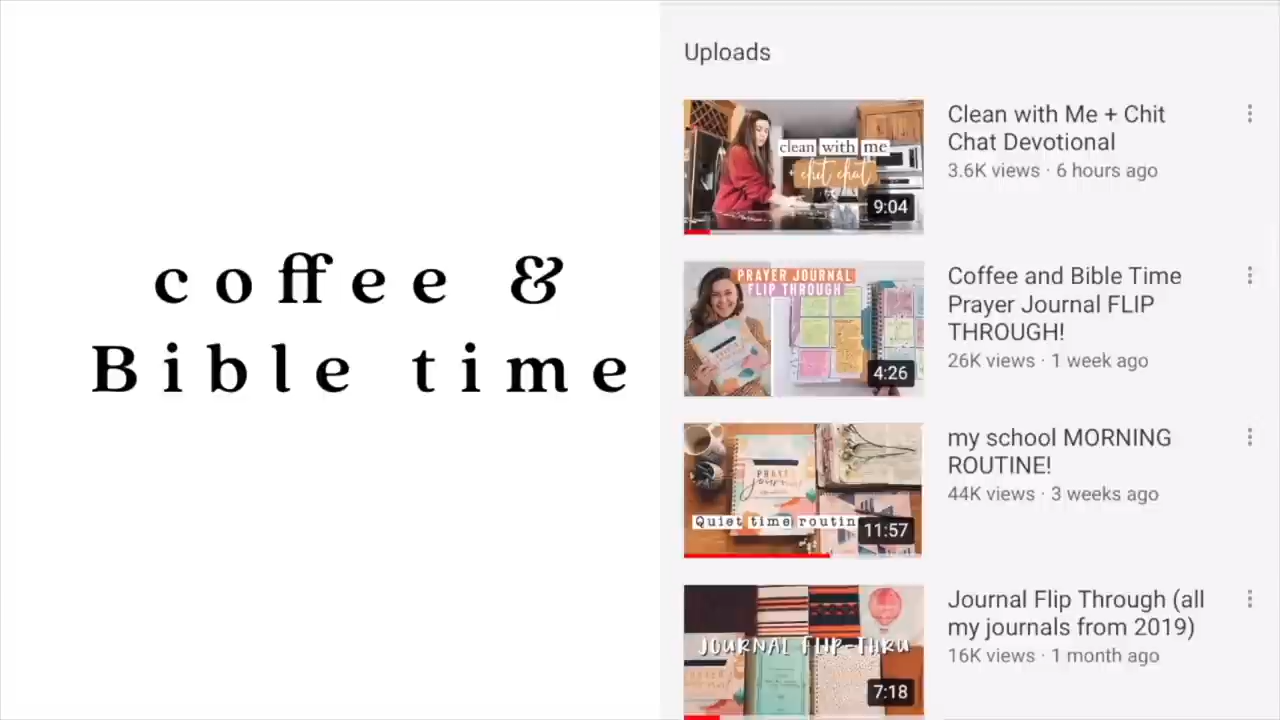 coffee &
Bible time
Uploads
clean with me
+ chit chat
9:04
Clean with Me + Chit
Chat Devotional
3.6K views · 6 hours ago
PRAYER JOURNAL
FLIP THROUGH
4:26
Coffee and Bible Time
Prayer Journal FLIP
THROUGH!
26K views · 1 week ago
PRAYER
journal
Quiet time routin
11:57
my school MORNING
ROUTINE!
44K views · 3 weeks ago
JOURNAL FLIP-THRU
7:18
Journal Flip Through (all
my journals from 2019)
16K views · 1 month ago